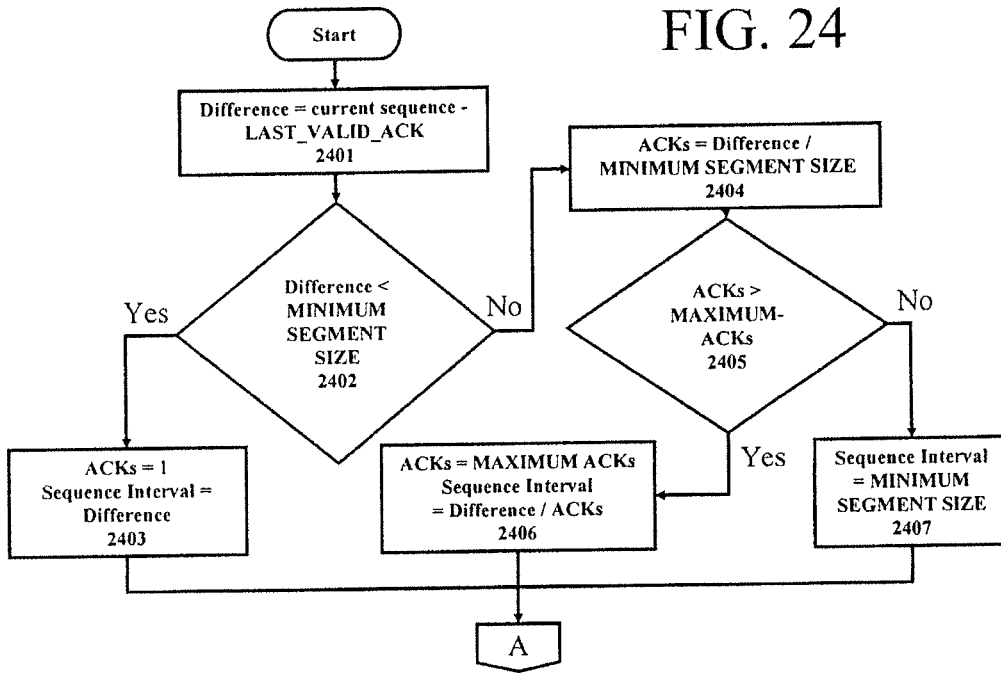 FIG. 24
Start
Difference = current sequence -
LAST_VALID_ACK
2401
ACKs = Difference /
MINIMUM SEGMENT SIZE
2404
Difference <
MINIMUM
SEGMENT
SIZE
2402
Yes
No
ACKs >
MAXIMUM-
ACKs
2405
No
Yes
ACKs = 1
Sequence Interval =
Difference
2403
ACKs = MAXIMUM ACKs
Sequence Interval
= Difference / ACKs
2406
Sequence Interval
= MINIMUM
SEGMENT SIZE
2407
A